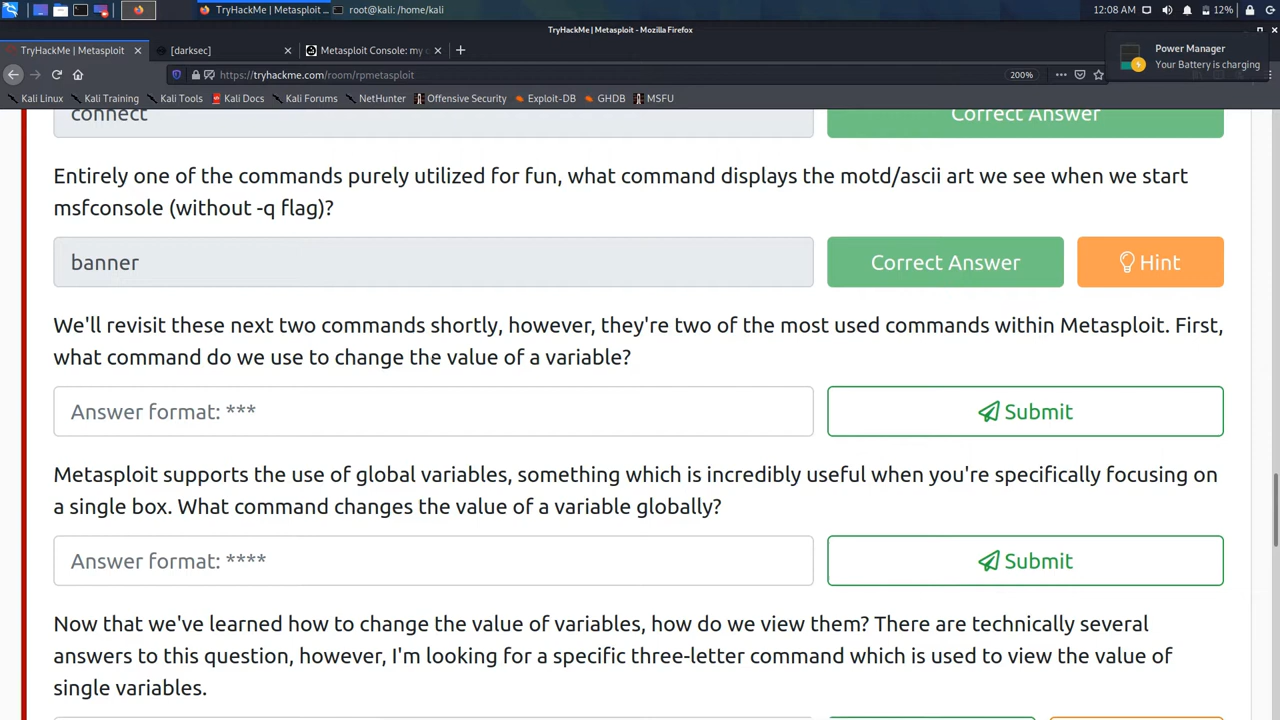 TryHackMe | Metasploit ...
root@kali: /home/kali
12:08 AM
12%
TryHackMe | Metasploit - Mozilla Firefox
TryHackMe | Metasploit
[darksec]
Metasploit Console: my c
Power Manager
Your Battery is charging
https://tryhackme.com/room/rpmetasploit
200%
Kali Linux
Kali Training
Kali Tools
Kali Docs
Kali Forums
NetHunter
Offensive Security
Exploit-DB
GHDB
MSFU
connect
Correct Answer
Entirely one of the commands purely utilized for fun, what command displays the motd/ascii art we see when we start
msfconsole (without -q flag)?
banner
Correct Answer
Hint
We'll revisit these next two commands shortly, however, they're two of the most used commands within Metasploit. First,
what command do we use to change the value of a variable?
Answer format: ***
Submit
Metasploit supports the use of global variables, something which is incredibly useful when you're specifically focusing on
a single box. What command changes the value of a variable globally?
Answer format: ****
Submit
Now that we've learned how to change the value of variables, how do we view them? There are technically several
answers to this question, however, I'm looking for a specific three-letter command which is used to view the value of
single variables.